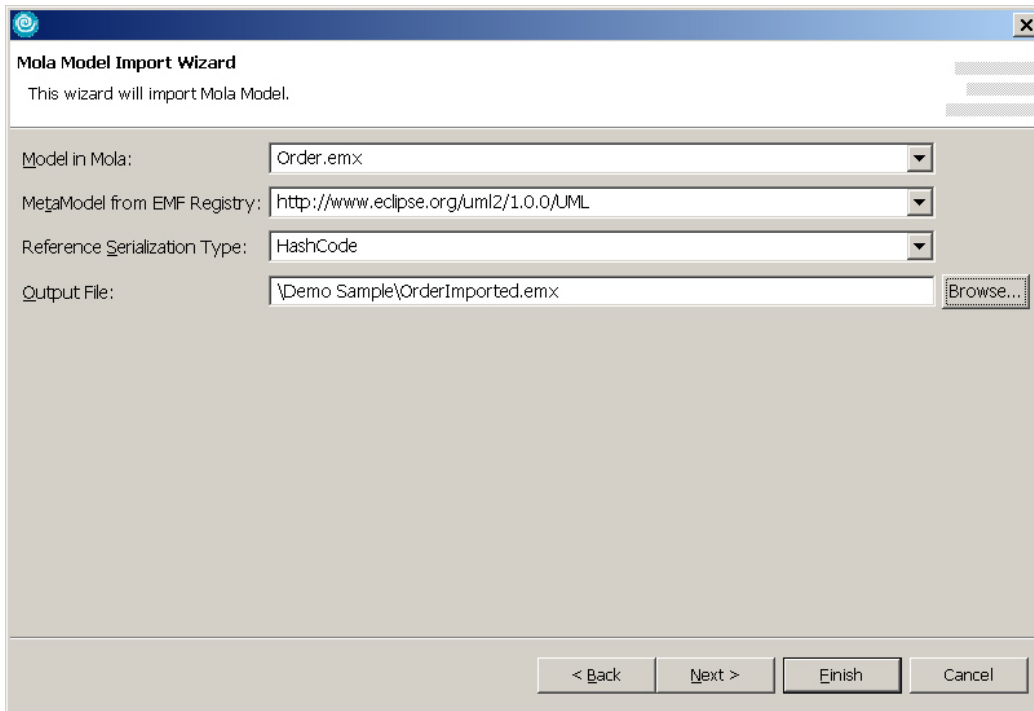 Mola Model Import Wizard
This wizard will import Mola Model.
Model in Mola: Order.emx
MetaModel from EMF Registry: http://www.eclipse.org/uml2/1.0.0/UML
Reference Serialization Type: HashCode
Output File: \Demo Sample\OrderImported.emx Browse...
< Back Next > Finish Cancel